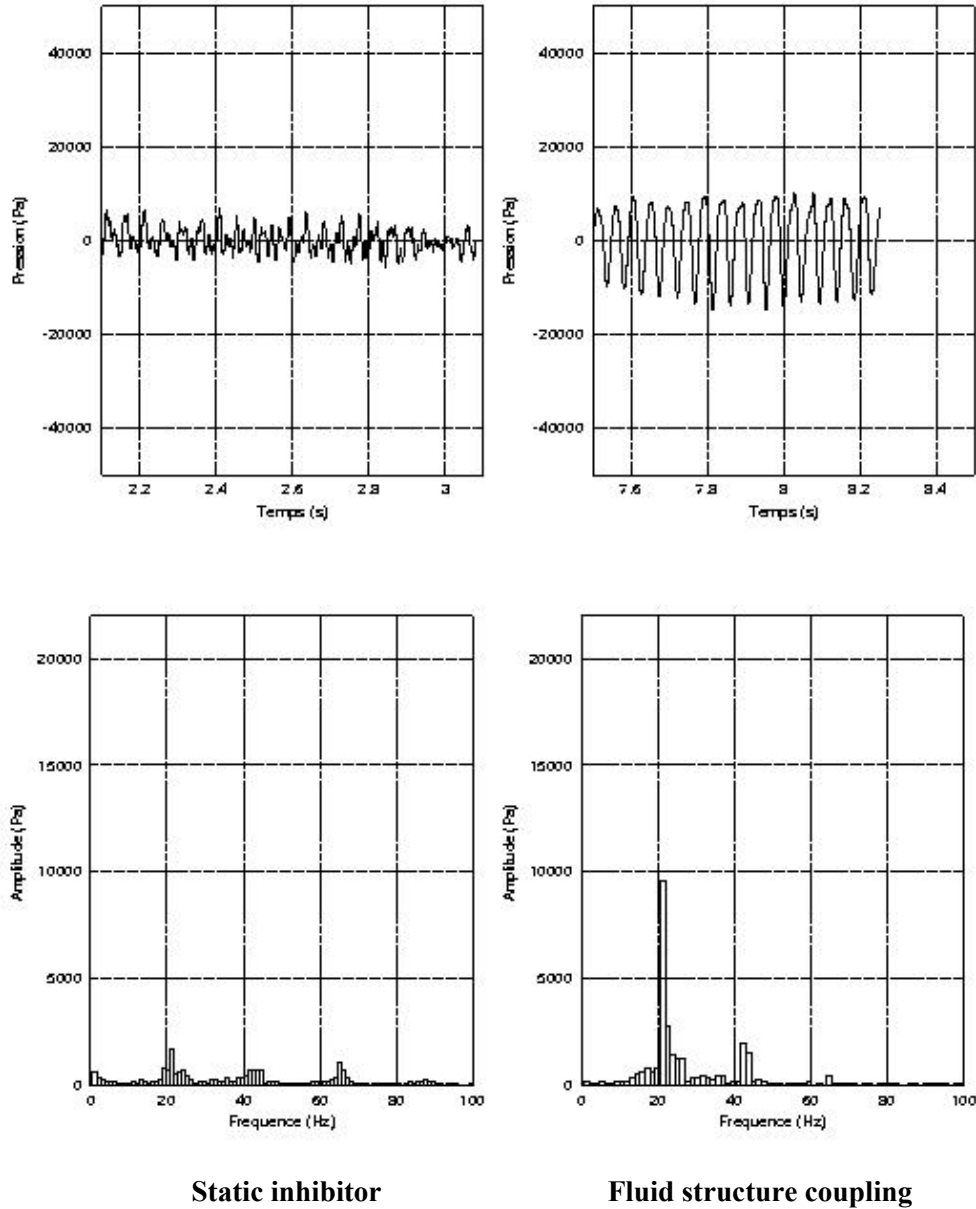 40000
20000
0
-20000
-40000
Pression (Pa)
2.2 2.4 2.6 2.8 3
Temps (s)
40000
20000
0
-20000
-40000
Pression (Pa)
7.6 7.8 8 8.2 8.4
Temps (s)
20000
15000
10000
5000
0
Amplitude (Pa)
0 20 40 60 80 100
Frequence (Hz)
20000
15000
10000
5000
0
Amplitude (Pa)
0 20 40 60 80 100
Frequence (Hz)
Static inhibitor
Fluid structure coupling